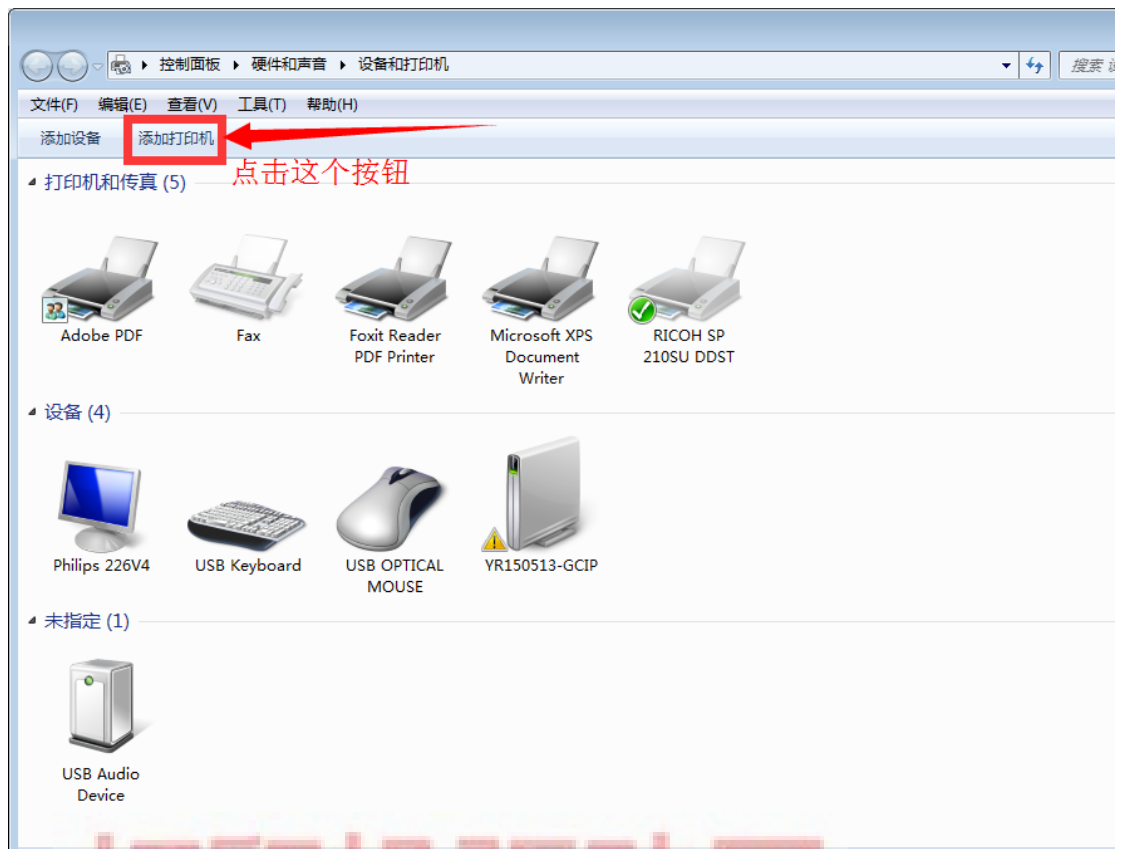 控制面板 硬件和声音 设备和打印机
搜索
文件(F) 编辑(E) 查看(V) 工具(T) 帮助(H)
添加设备 添加打印机
点击这个按钮
打印机和传真 (5)
Adobe PDF
Fax
Foxit Reader
PDF Printer
Microsoft XPS
Document
Writer
RICOH SP
210SU DDST
设备 (4)
Philips 226V4
USB Keyboard
USB OPTICAL
MOUSE
YR150513-GCIP
未指定 (1)
USB Audio
Device